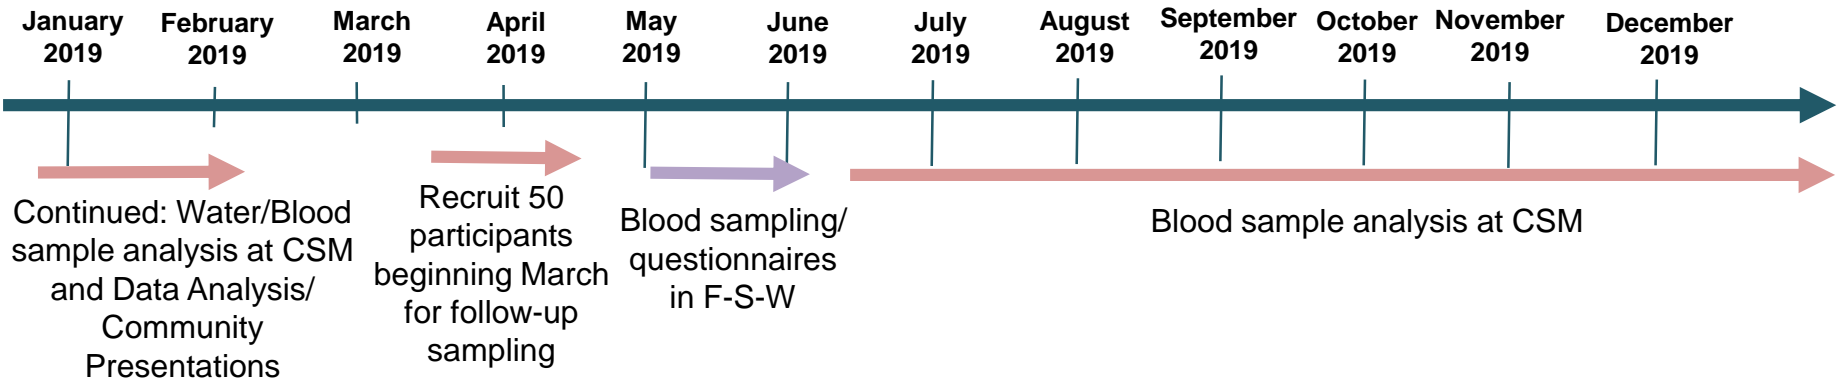 January
2019
February
2019
March
2019
April
2019
May
2019
June
2019
July
2019
August
2019
September
2019
October
2019
November
2019
December
2019
Continued: Water/Blood
sample analysis at CSM
and Data Analysis/
Community
Presentations
Recruit 50
participants
beginning March
for follow-up
sampling
Blood sampling/
questionnaires
in F-S-W
Blood sample analysis at CSM